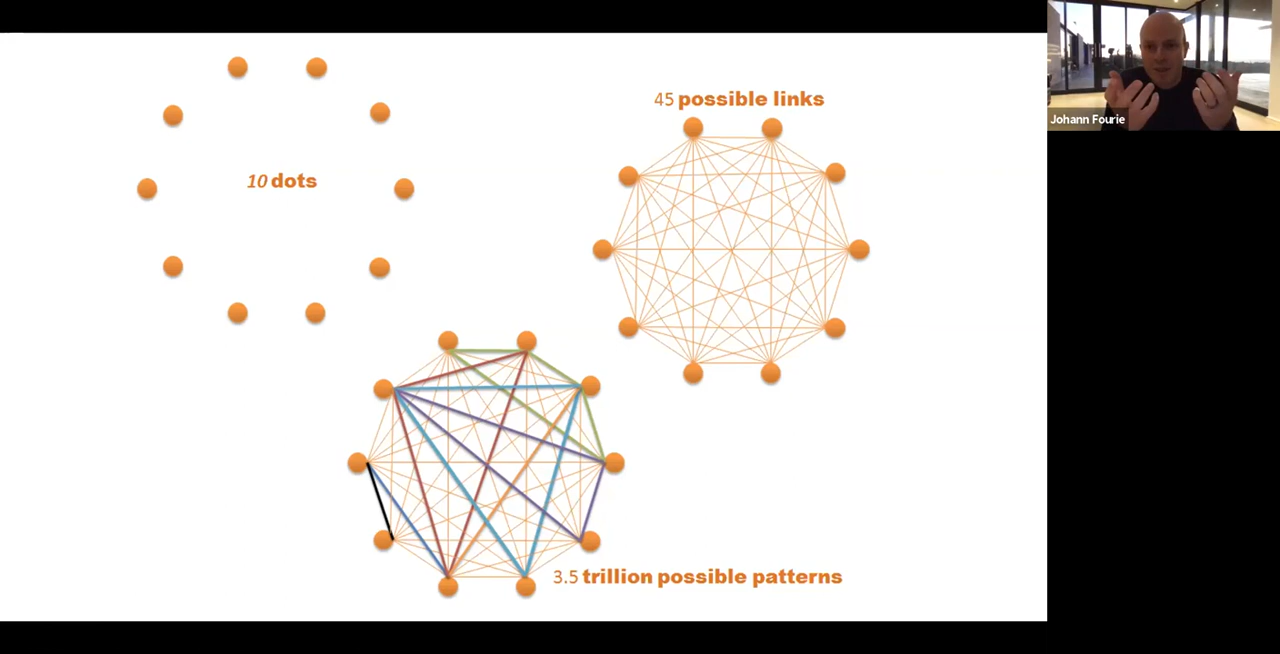 10 dots
45 possible links
3.5 trillion possible patterns
Johann Fourie